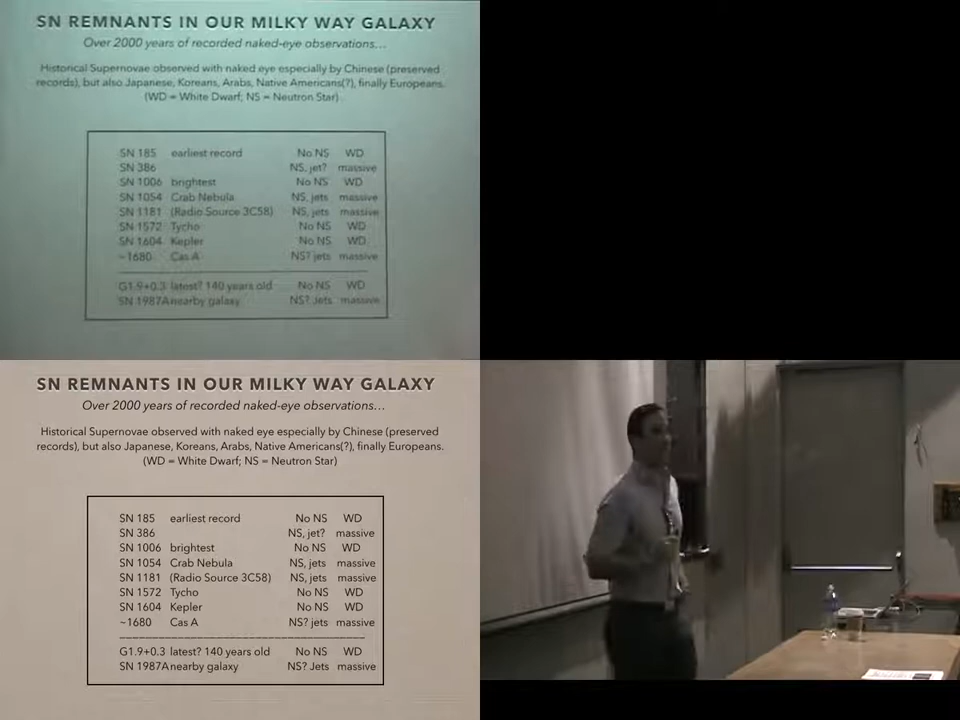 SN REMNANTS IN OUR MILKY WAY GALAXY
Over 2000 years of recorded naked-eye observations...
Historical Supernovae observed with naked eye especially by Chinese (preserved
records), but also Japanese, Koreans, Arabs, Native Americans(?), finally Europeans.
(WD = White Dwarf; NS = Neutron Star)
SN 185 earliest record No NS WD
SN 386 NS, jet? massive
SN 1006 brightest No NS WD
SN 1054 Crab Nebula NS, jets massive
SN 1181 (Radio Source 3C58) NS, jets massive
SN 1572 Tycho No NS WD
SN 1604 Kepler No NS WD
~1680 Cas A NS? jets massive
G1.9+0.3 latest? 140 years old No NS WD
SN 1987A nearby galaxy NS? Jets massive
SN REMNANTS IN OUR MILKY WAY GALAXY
Over 2000 years of recorded naked-eye observations...
Historical Supernovae observed with naked eye especially by Chinese (preserved
records), but also Japanese, Koreans, Arabs, Native Americans(?), finally Europeans.
(WD = White Dwarf; NS = Neutron Star)
SN 185 earliest record No NS WD
SN 386 NS, jet? massive
SN 1006 brightest No NS WD
SN 1054 Crab Nebula NS, jets massive
SN 1181 (Radio Source 3C58) NS, jets massive
SN 1572 Tycho No NS WD
SN 1604 Kepler No NS WD
~1680 Cas A NS? jets massive
G1.9+0.3 latest? 140 years old No NS WD
SN 1987A nearby galaxy NS? Jets massive